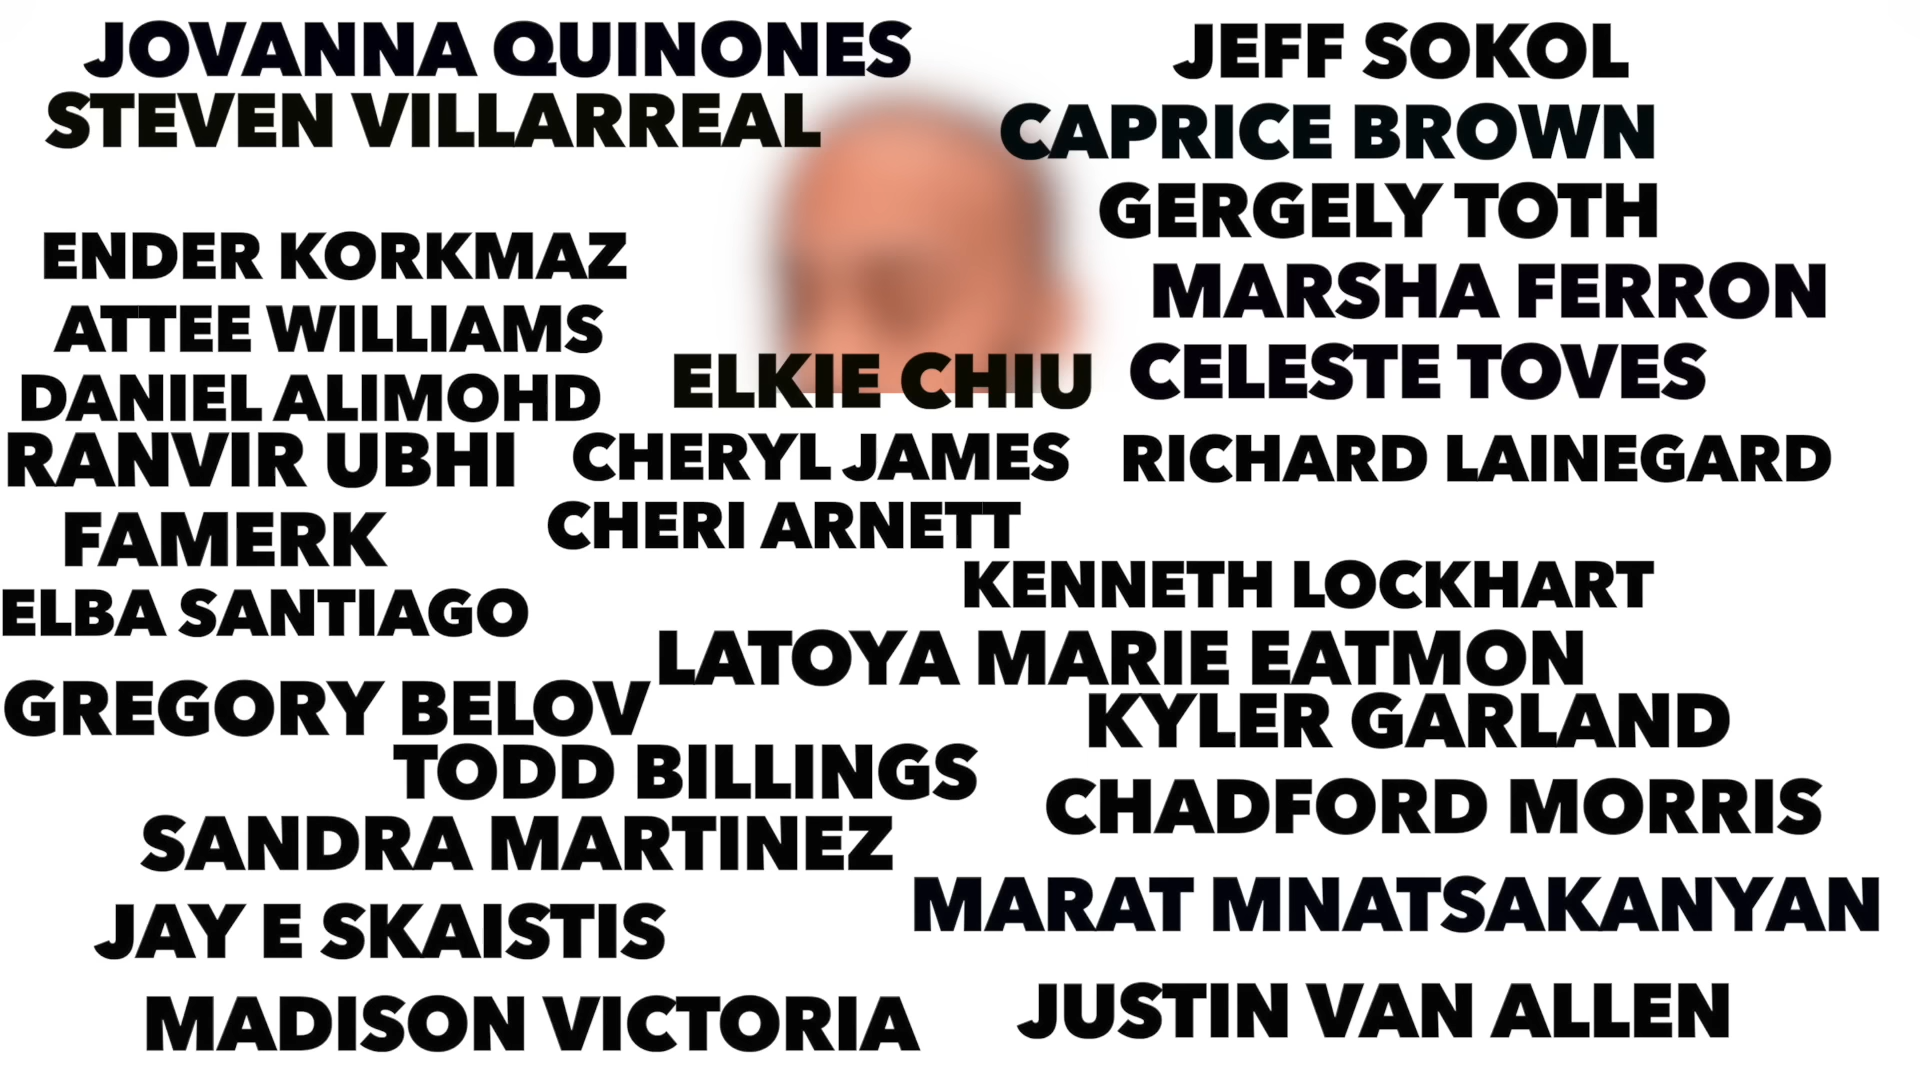 JOVANNA QUINONES
JEFF SOKOL
STEVEN VILLARREAL
CAPRICE BROWN
GERGELY TOTH
ENDER KORKMAZ
MARSHA FERRON
ATTEE WILLIAMS
ELKIE CHIU
CELESTE TOVES
DANIEL ALIMOHD
RANVIR UBHI
CHERYL JAMES
RICHARD LAINEGARD
FAMERK
CHERI ARNETT
KENNETH LOCKHART
ELBA SANTIAGO
LATOYA MARIE EATMON
GREGORY BELOV
KYLER GARLAND
TODD BILLINGS
CHADFORD MORRIS
SANDRA MARTINEZ
MARAT MNATSAKANYAN
JAY E SKAISTIS
JUSTIN VAN ALLEN
MADISON VICTORIA